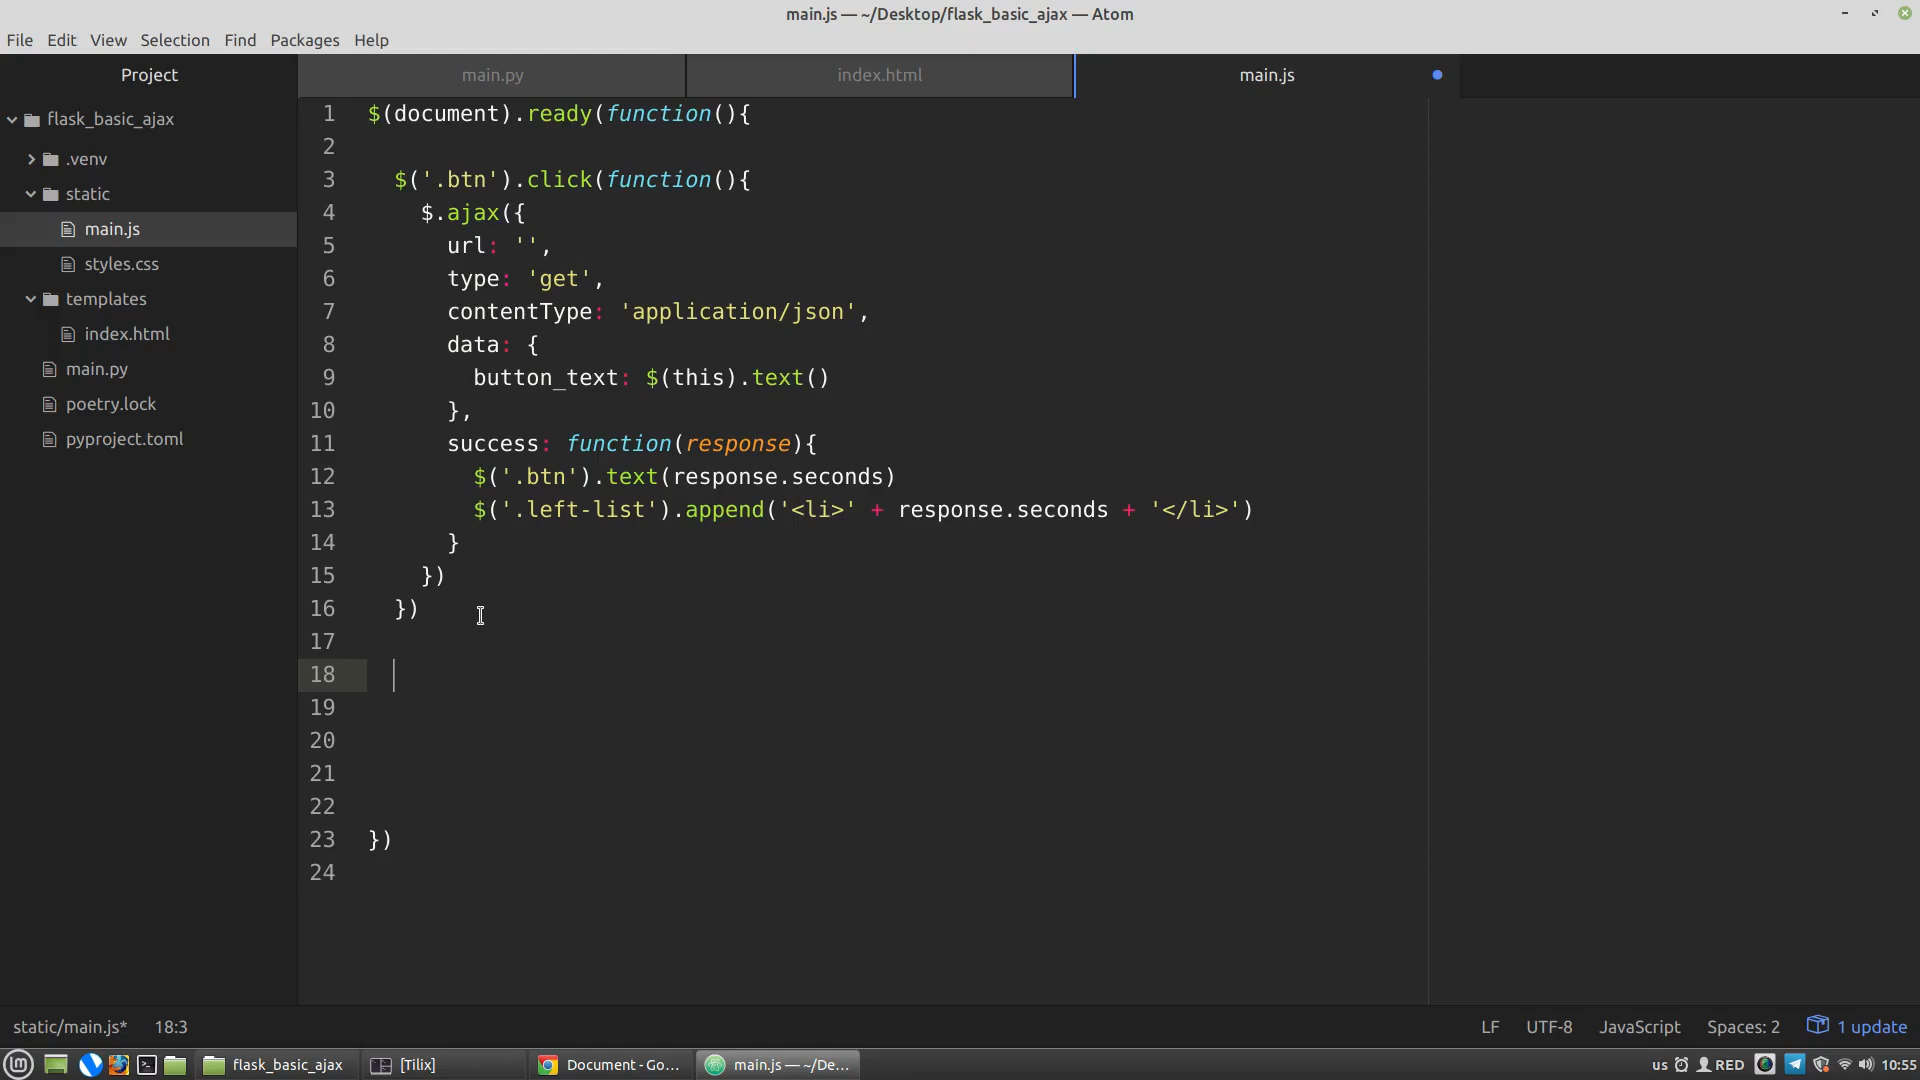 main.js — ~/Desktop/flask_basic_ajax — Atom
File Edit View Selection Find Packages Help
Project
main.py index.html main.js
flask_basic_ajax
.venv
static
main.js
styles.css
templates
index.html
main.py
poetry.lock
pyproject.toml
1 $(document).ready(function(){
2
3 $('.btn').click(function(){
4 $.ajax({
5 url: '',
6 type: 'get',
7 contentType: 'application/json',
8 data: {
9 button_text: $(this).text()
10 },
11 success: function(response){
12 $('.btn').text(response.seconds)
13 $('.left-list').append('<li>' + response.seconds + '</li>')
14 }
15 })
16 })
17
18
19
20
21
22
23 })
24
static/main.js* 18:3 LF UTF-8 JavaScript Spaces: 2 1 update
flask_basic_ajax [Tilix] Document - Go... main.js — ~/De... us RED 10:55